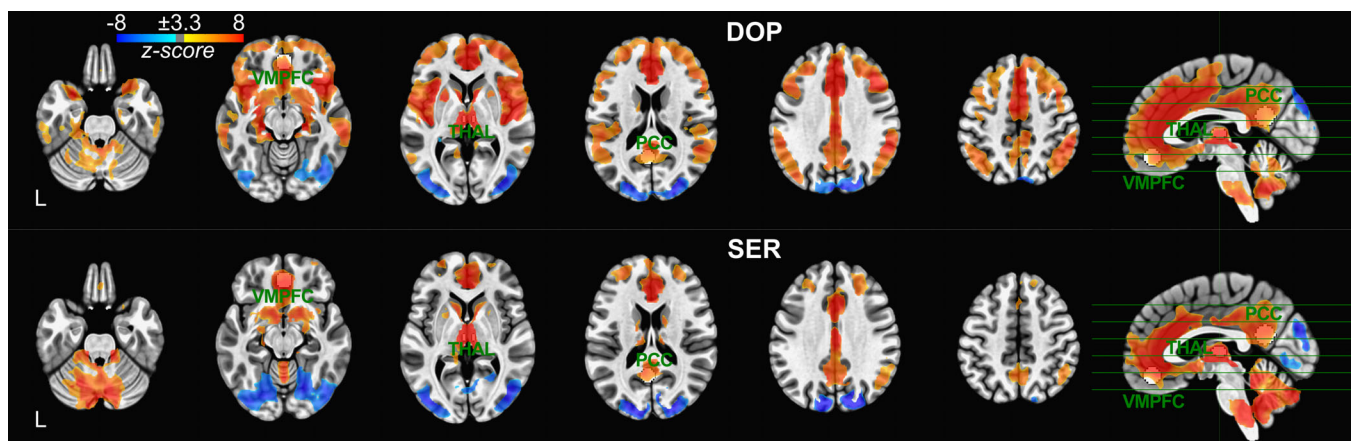 -8 ±3.3 8
z-score
DOP
VMPFC
THAL
PCC
PCC
THAL
VMPFC
L
SER
VMPFC
THAL
PCC
PCC
THAL
VMPFC
L